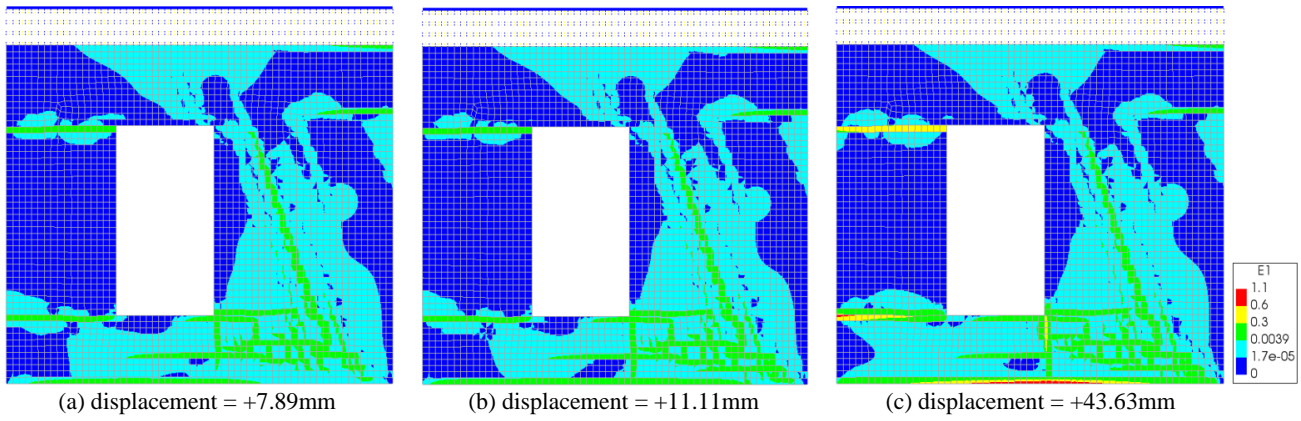 E1
1.1
0.6
0.3
0.0039
1.7e-05
0
(a) displacement = +7.89mm
(b) displacement = +11.11mm
(c) displacement = +43.63mm